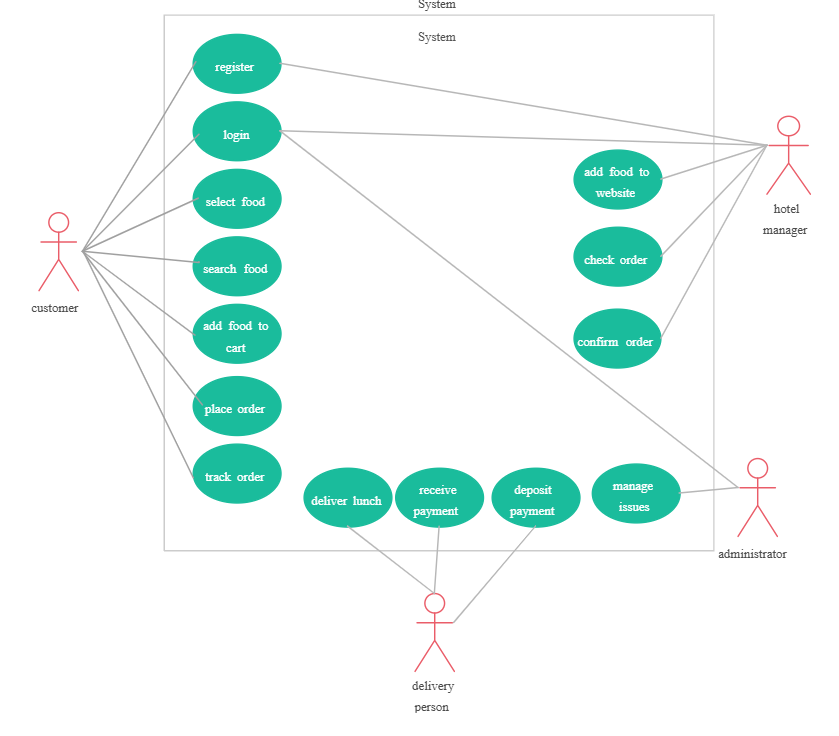 System
System
register
login
select food
search food
add food to
cart
place order
track order
add food to
website
check order
confirm order
deliver lunch
receive
payment
deposit
payment
manage
issues
customer
hotel
manager
administrator
delivery
person